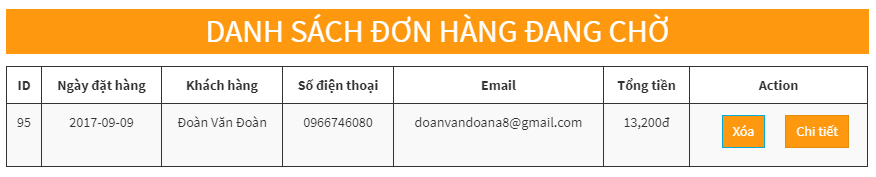 DANH SÁCH ĐƠN HÀNG ĐANG CHỜ
ID Ngày đặt hàng Khách hàng Số điện thoại Email Tổng tiền Action
95 2017-09-09 Đoàn Văn Đoàn 0966746080 doanvandoana8@gmail.com 13,200đ Xóa Chi tiết